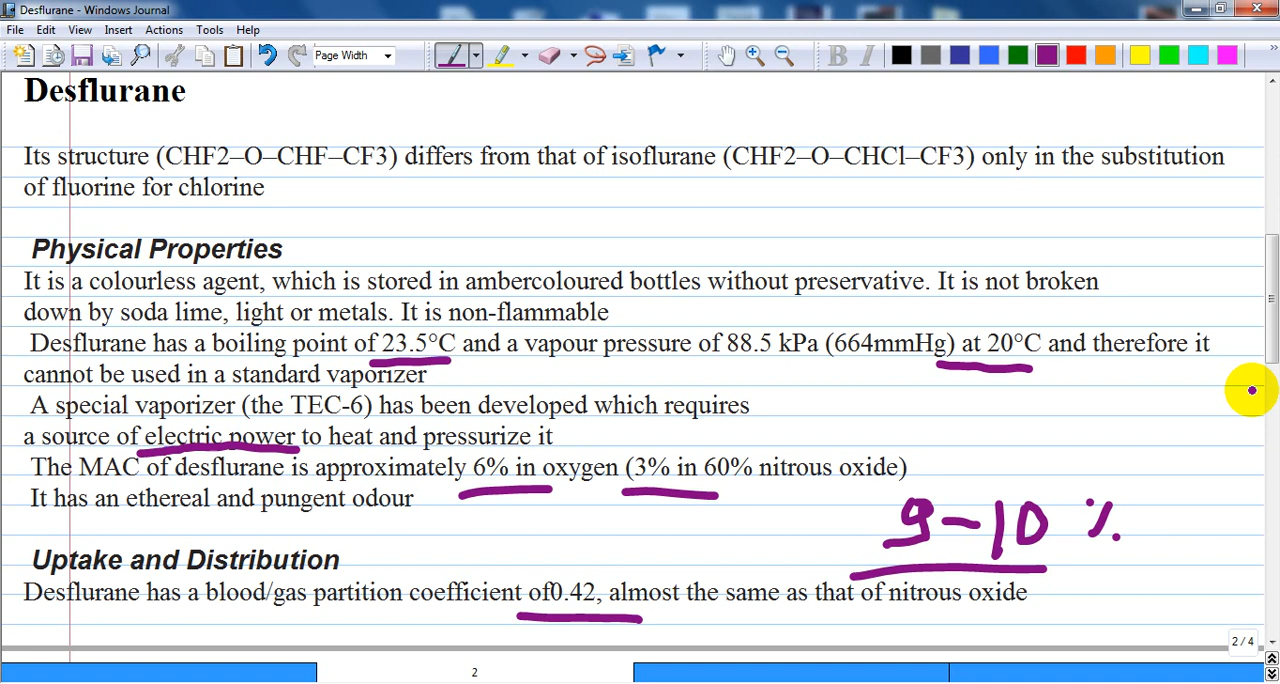 Desflurane - Windows Journal
File Edit View Insert Actions Tools Help
Page Width
Desflurane
Its structure (CHF2–O–CHF–CF3) differs from that of isoflurane (CHF2–O–CHCl–CF3) only in the substitution
of fluorine for chlorine
Physical Properties
It is a colourless agent, which is stored in ambercoloured bottles without preservative. It is not broken
down by soda lime, light or metals. It is non-flammable
Desflurane has a boiling point of 23.5°C and a vapour pressure of 88.5 kPa (664mmHg) at 20°C and therefore it
cannot be used in a standard vaporizer
A special vaporizer (the TEC-6) has been developed which requires
a source of electric power to heat and pressurize it
The MAC of desflurane is approximately 6% in oxygen (3% in 60% nitrous oxide)
It has an ethereal and pungent odour
9-10 %
Uptake and Distribution
Desflurane has a blood/gas partition coefficient of0.42, almost the same as that of nitrous oxide
2 / 4
2